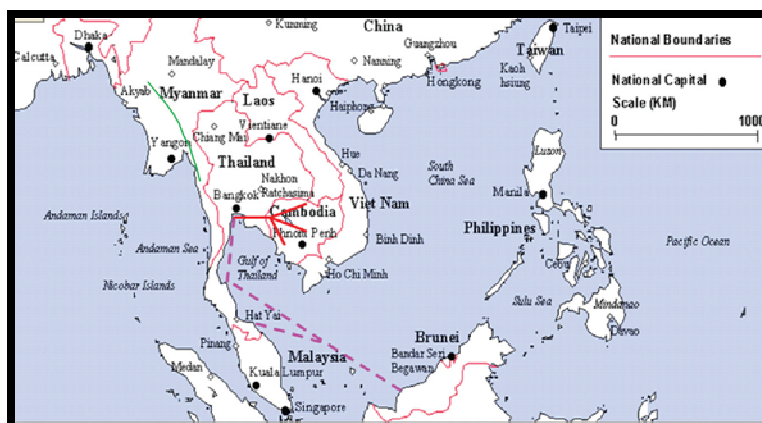 Kunming
China
Taipei
Dhaka
Guangzhou
Taiwan
National Boundaries
Calcutta
Mandalay
Nanning
Kaoh
hsiung
Hanoi
Hongkong
National Capital
Akyab
Myanmar
Laos
Haiphong
Scale (KM)
0
1000
Chiang Mai
Vientiane
Yangon
Hue
Luzon
Thailand
Da Nang
South
China Sea
Nakhon
Ratchasima
Bangkok
Manila
Viet Nam
Andaman Islands
Cambodia
Philippines
Phnom Penh
Binh Dinh
Pacific Ocean
Andaman Sea
Gulf of
Thailand
Cebu
Ho Chi Minh
Nicobar Islands
Sulu Sea
Mindanao
Hat Yai
Davao
Pinang
Brunei
Malaysia
Bandar Seri
Begawan
Medan
Kuala Lumpur
Singapore